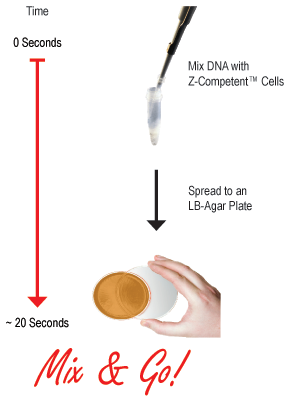 Time
0 Seconds
Mix DNA with
Z-Competent™ Cells
Spread to an
LB-Agar Plate
~ 20 Seconds
Mix & Go!